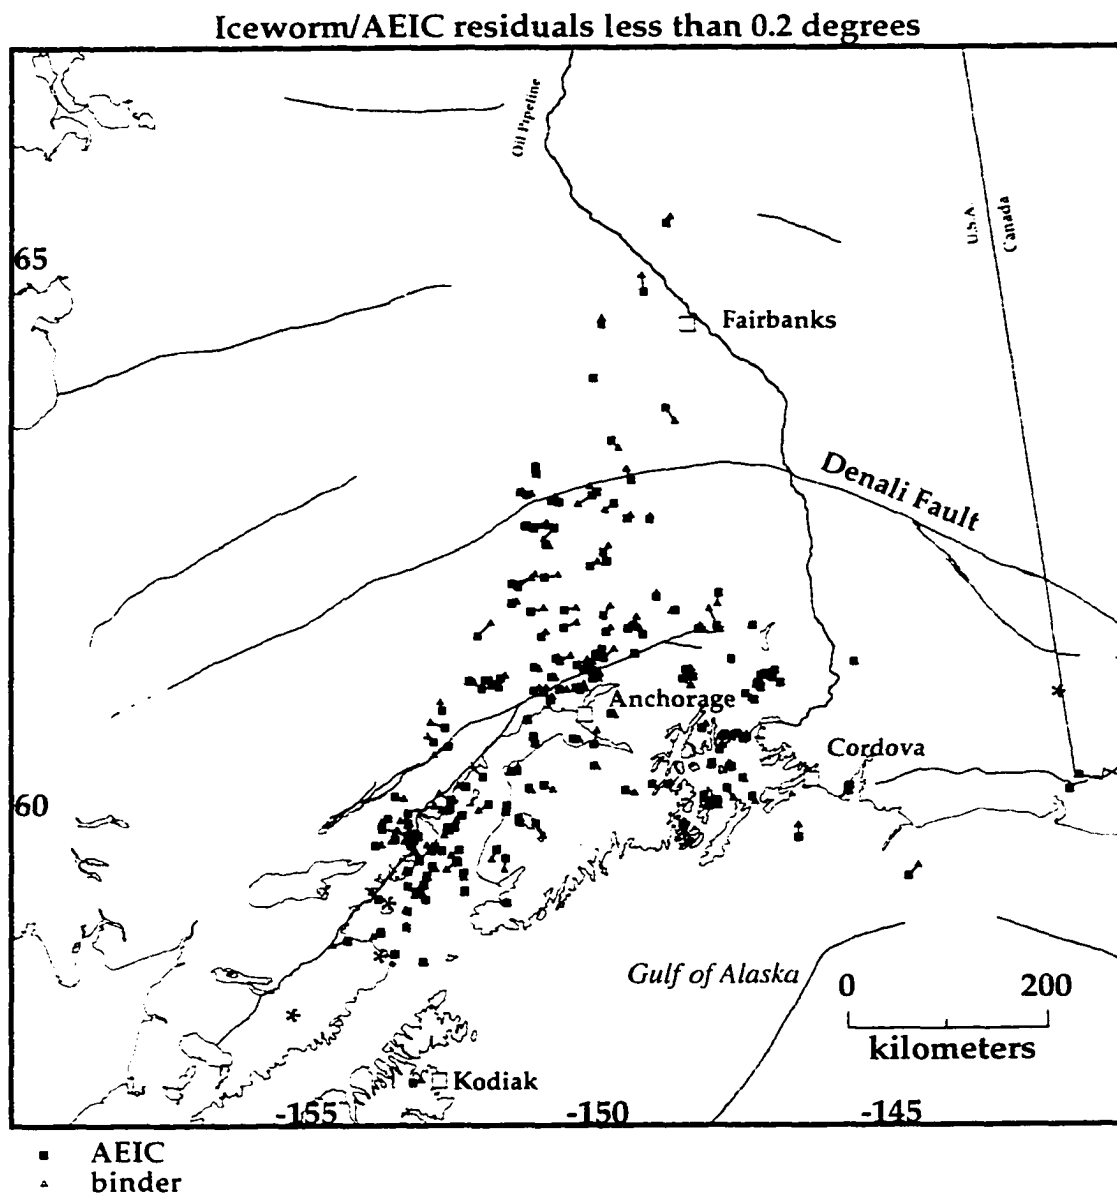 Iceworm/AEIC residuals less than 0.2 degrees
Oil Pipeline
U.S.A.
Canada
65
Fairbanks
Denali Fault
Anchorage
Cordova
60
Gulf of Alaska
0 200
kilometers
Kodiak
-155 -150 -145
AEIC
binder